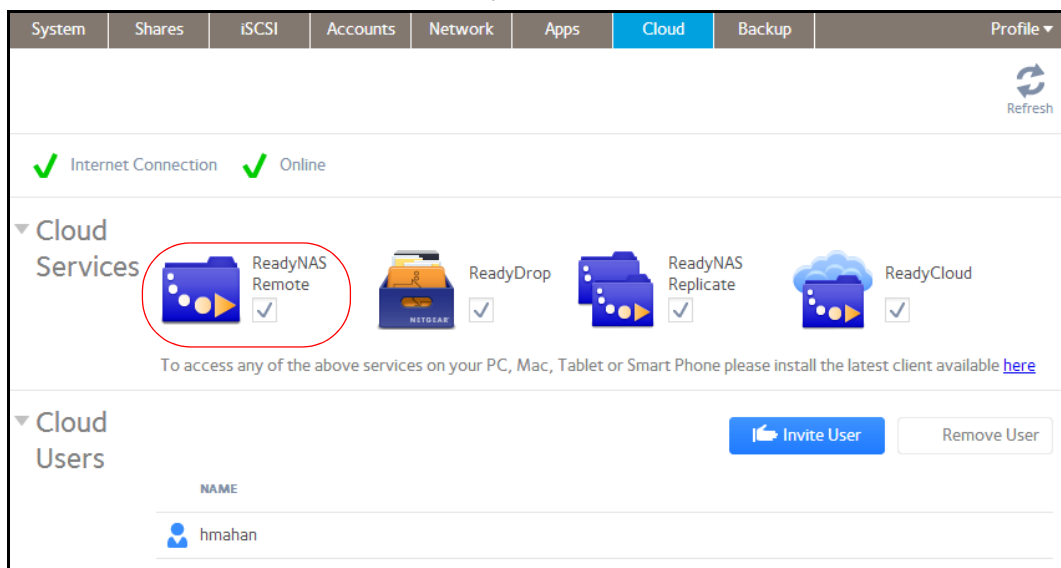 System Shares iSCSI Accounts Network Apps Cloud Backup Profile ▾
Refresh
Internet Connection Online
Cloud Services
ReadyNAS Remote
ReadyDrop
ReadyNAS Replicate
ReadyCloud
NETGEAR
To access any of the above services on your PC, Mac, Tablet or Smart Phone please install the latest client available here
Cloud Users
Invite User Remove User
NAME
hmahan